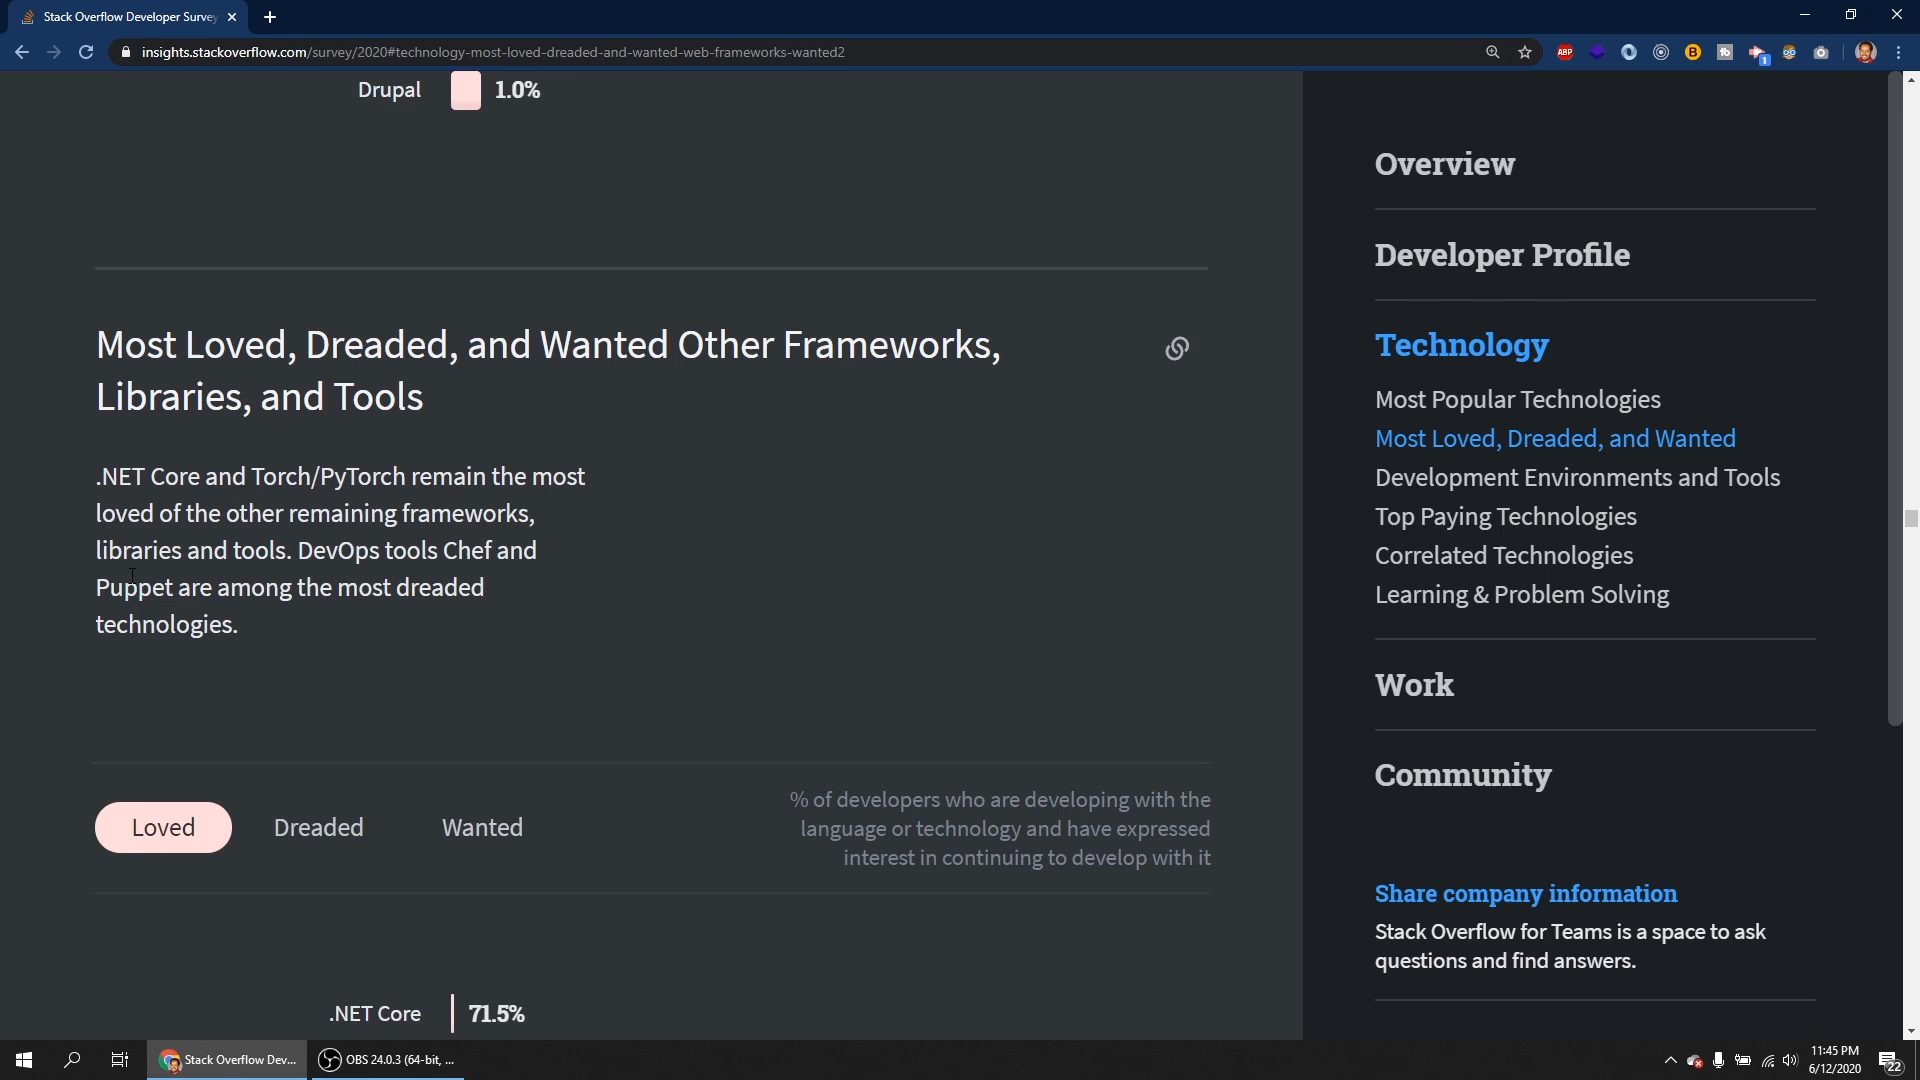 Stack Overflow Developer Survey
insights.stackoverflow.com/survey/2020#technology-most-loved-dreaded-and-wanted-web-frameworks-wanted2
ABP
B
tb
1
Drupal 1.0%
Most Loved, Dreaded, and Wanted Other Frameworks,
Libraries, and Tools
.NET Core and Torch/PyTorch remain the most
loved of the other remaining frameworks,
libraries and tools. DevOps tools Chef and
Puppet are among the most dreaded
technologies.
Loved Dreaded Wanted
% of developers who are developing with the
language or technology and have expressed
interest in continuing to develop with it
.NET Core 71.5%
Overview
Developer Profile
Technology
Most Popular Technologies
Most Loved, Dreaded, and Wanted
Development Environments and Tools
Top Paying Technologies
Correlated Technologies
Learning & Problem Solving
Work
Community
Share company information
Stack Overflow for Teams is a space to ask
questions and find answers.
Stack Overflow Dev...
OBS 24.0.3 (64-bit, ...
11:45 PM
6/12/2020
22